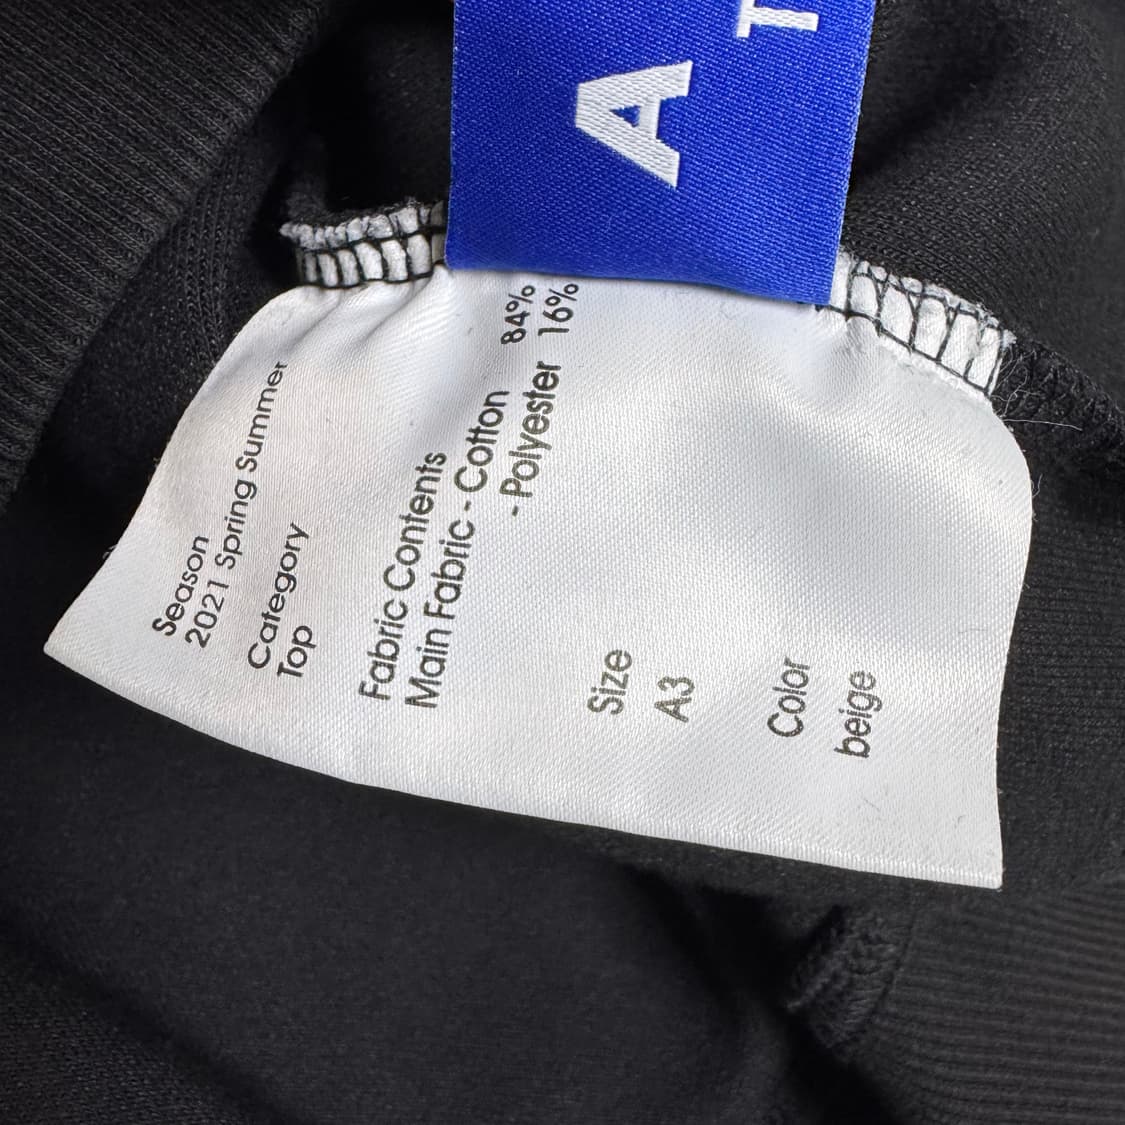 A T
Season
2021 Spring Summer
Category
Top
Fabric Contents
Main Fabric - Cotton 84%
- Polyester 16%
Size
A3
Color
beige